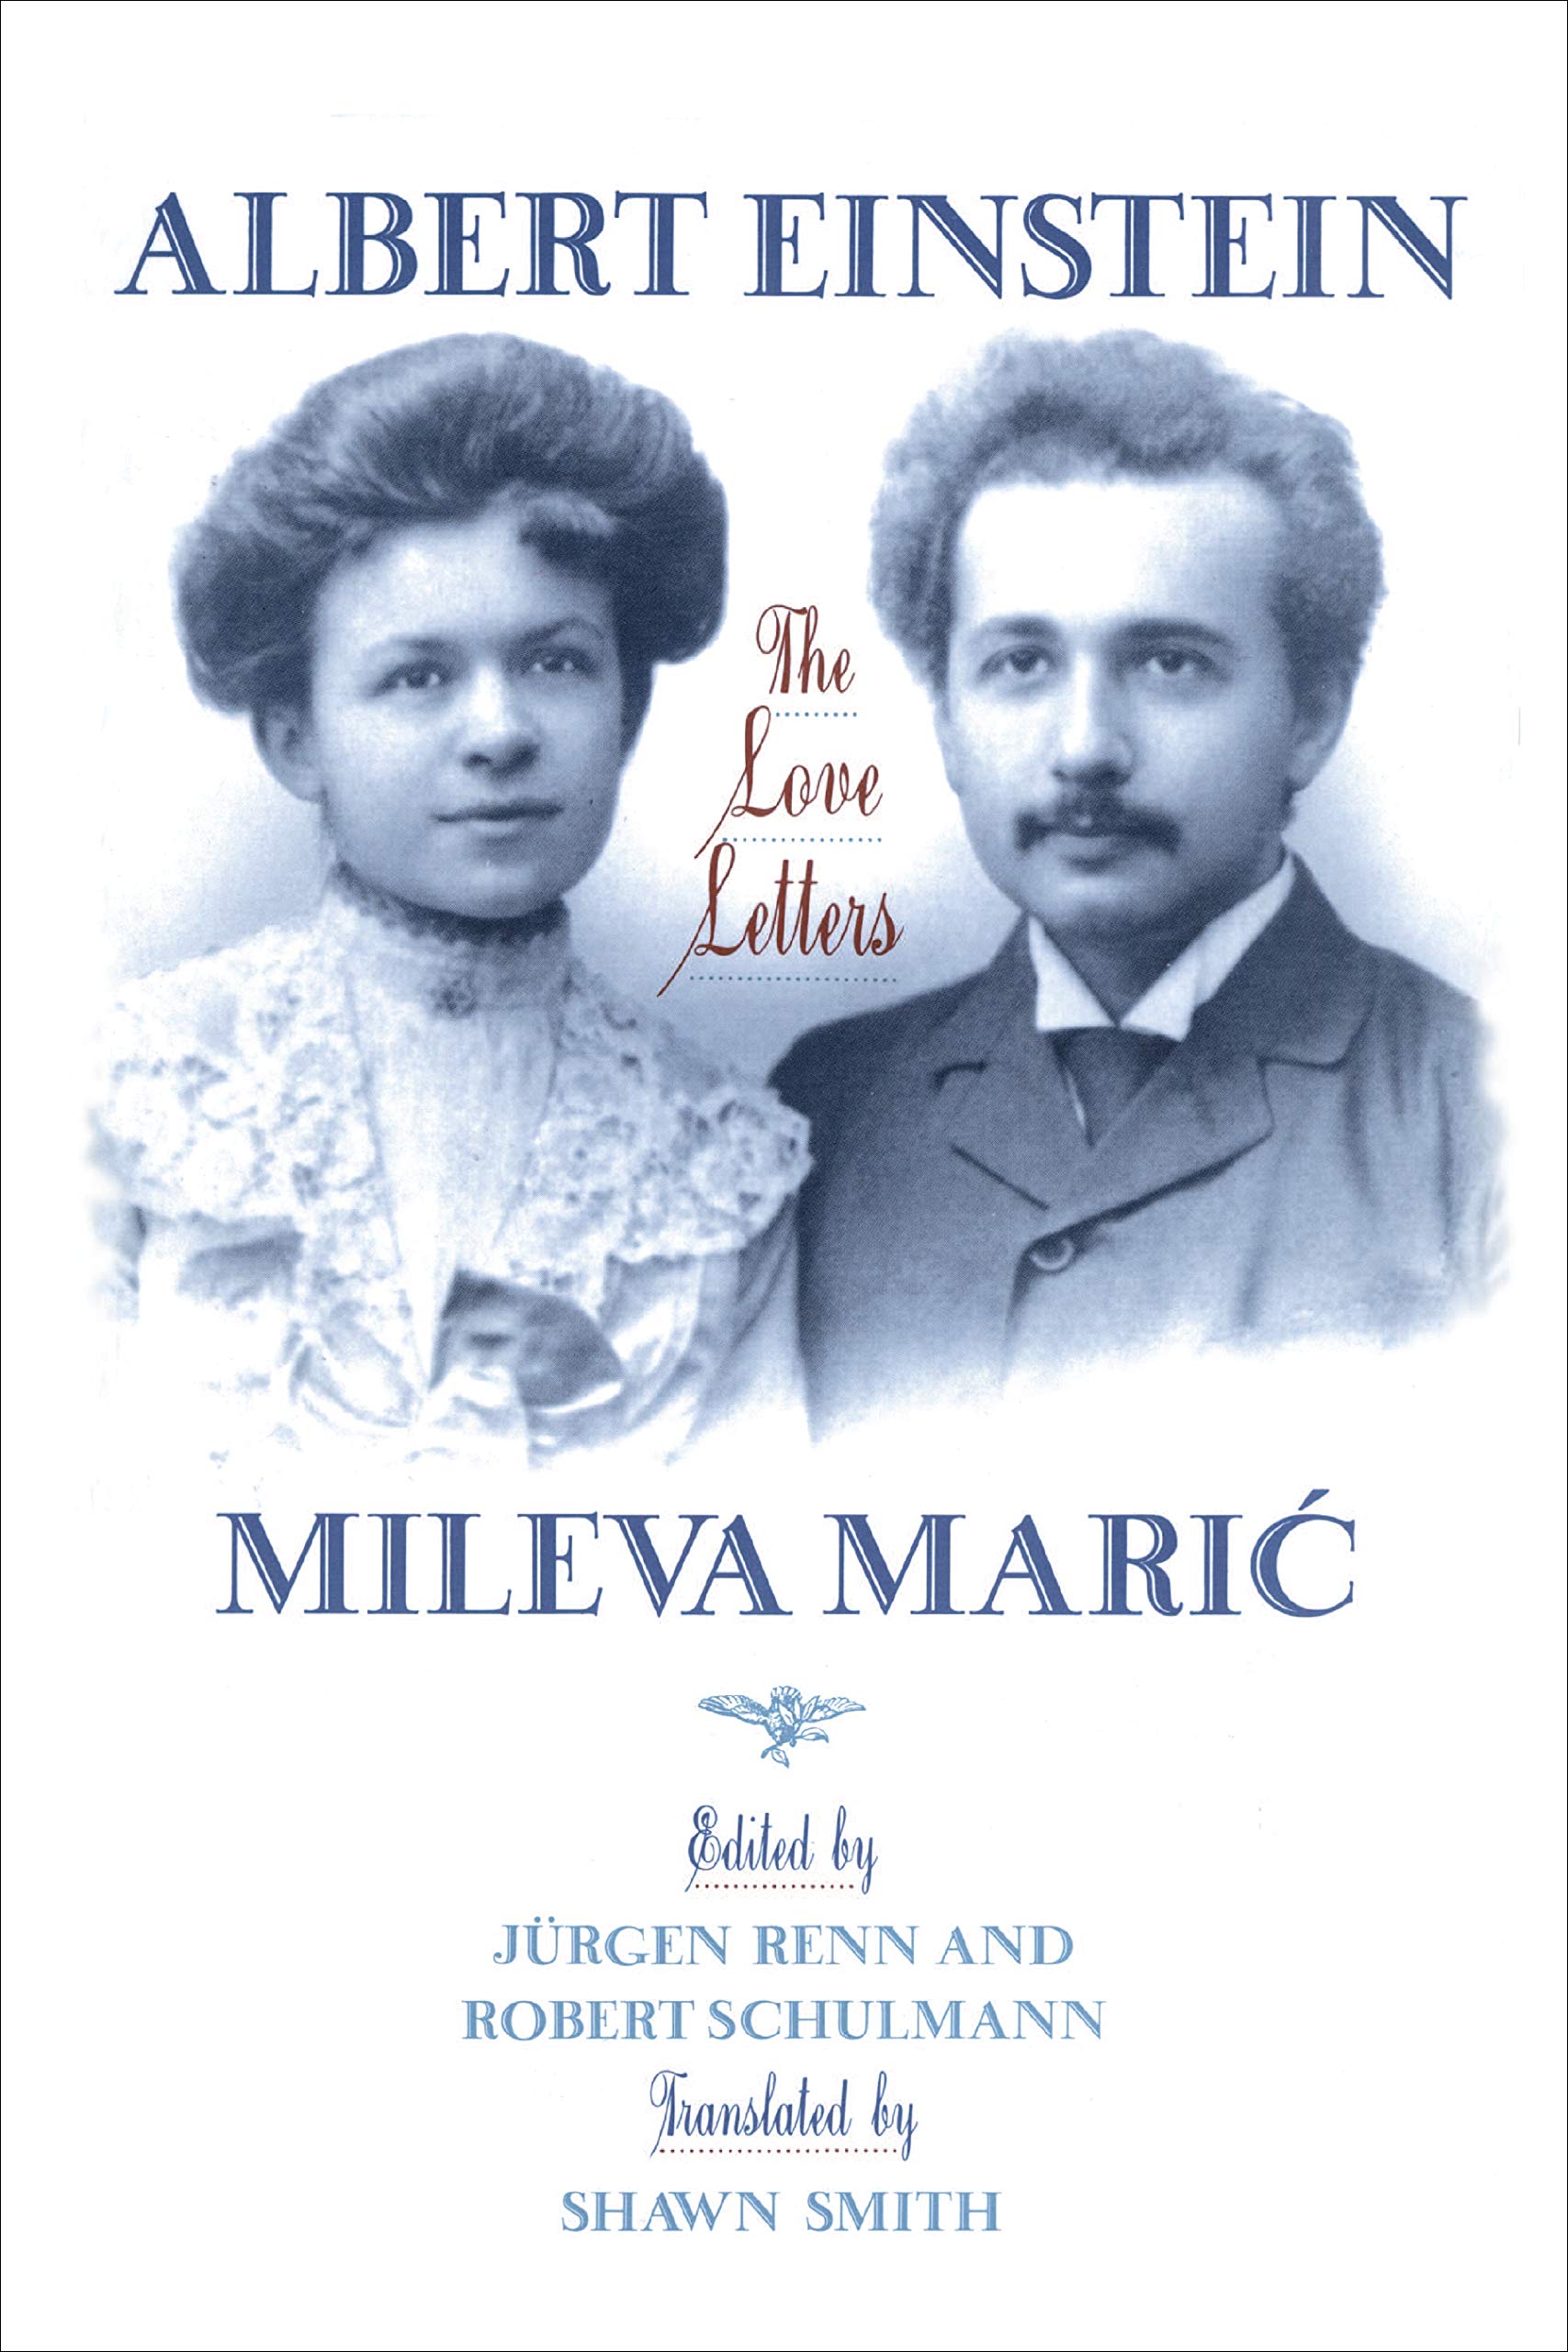 ALBERT EINSTEIN
The
Love
Letters
MILEVA MARIĆ
Edited by
JÜRGEN RENN AND
ROBERT SCHULMANN
Translated by
SHAWN SMITH